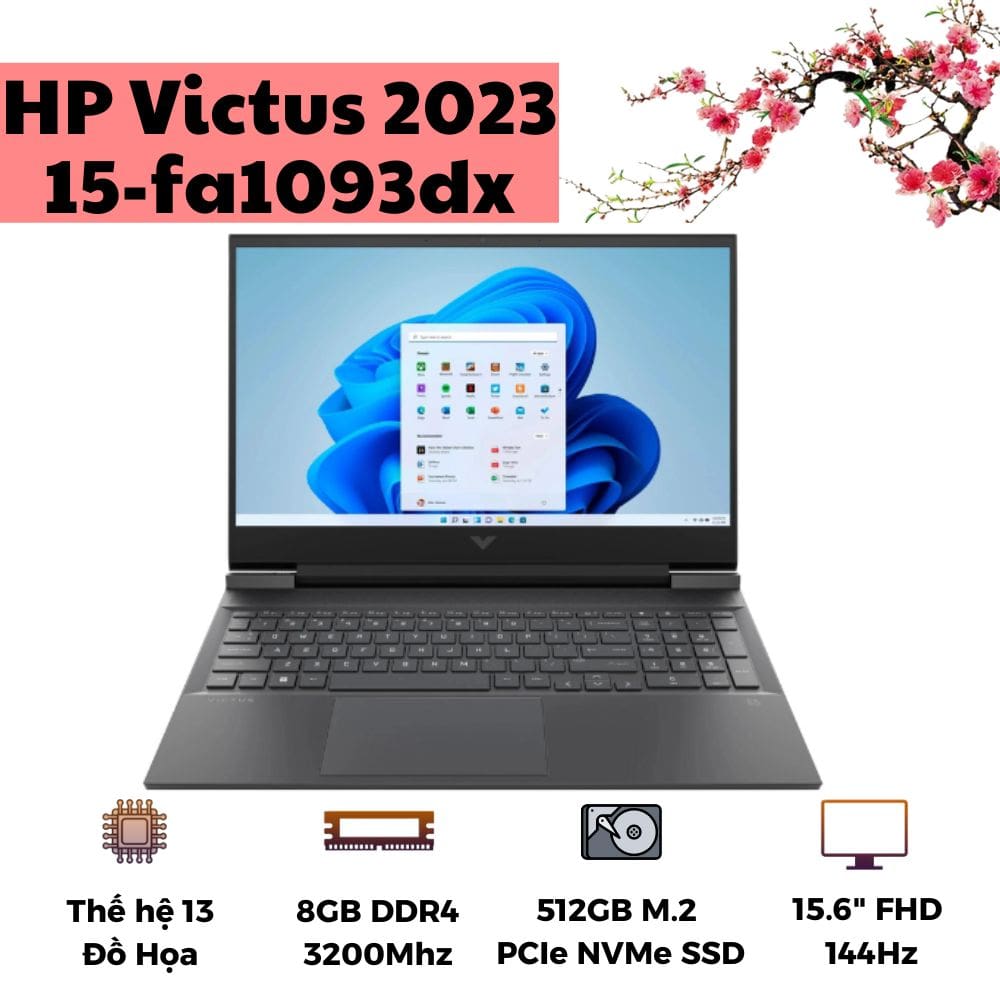 HP Victus 2023
15-fa1093dx
VICTUS
Thế hệ 13
Đồ Họa
8GB DDR4
3200Mhz
512GB M.2
PCIe NVMe SSD
15.6" FHD
144Hz